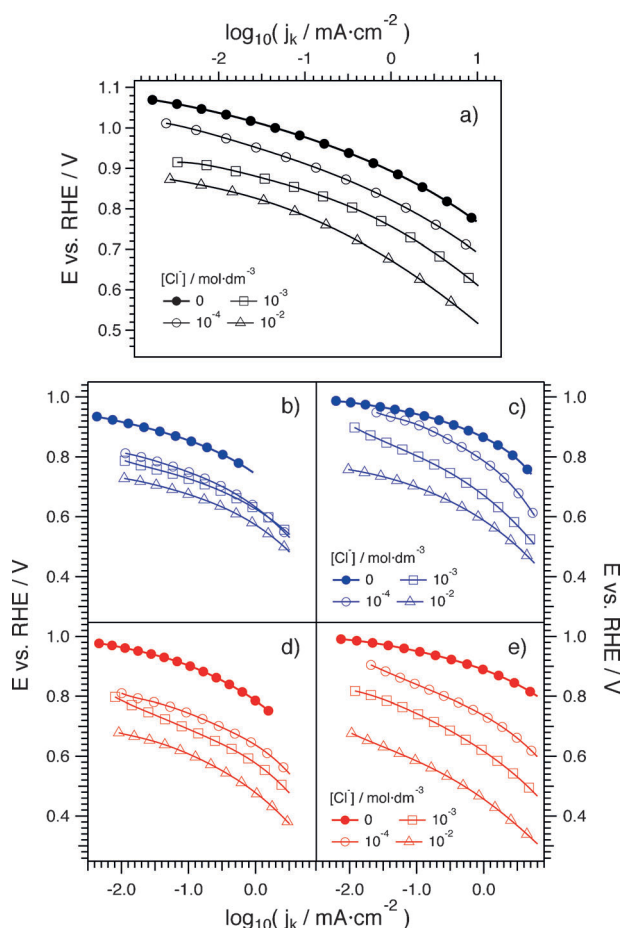 log₁₀( jₖ / mA·cm⁻² )
-2 -1 0 1
1.1
1.0
0.9
0.8
0.7
0.6
0.5
E vs. RHE / V
a)
[Cl⁻] / mol·dm⁻³
0 10⁻³
10⁻⁴ 10⁻²
b)
c)
1.0 1.0
0.8 0.8
0.6 0.6
0.4 0.4
[Cl⁻] / mol·dm⁻³
0 10⁻³
10⁻⁴ 10⁻²
E vs. RHE / V
E vs. RHE / V
d)
e)
1.0 1.0
0.8 0.8
0.6 0.6
0.4 0.4
[Cl⁻] / mol·dm⁻³
0 10⁻³
10⁻⁴ 10⁻²
-2.0 -1.0 0.0 -2.0 -1.0 0.0
log₁₀( jₖ / mA·cm⁻² )